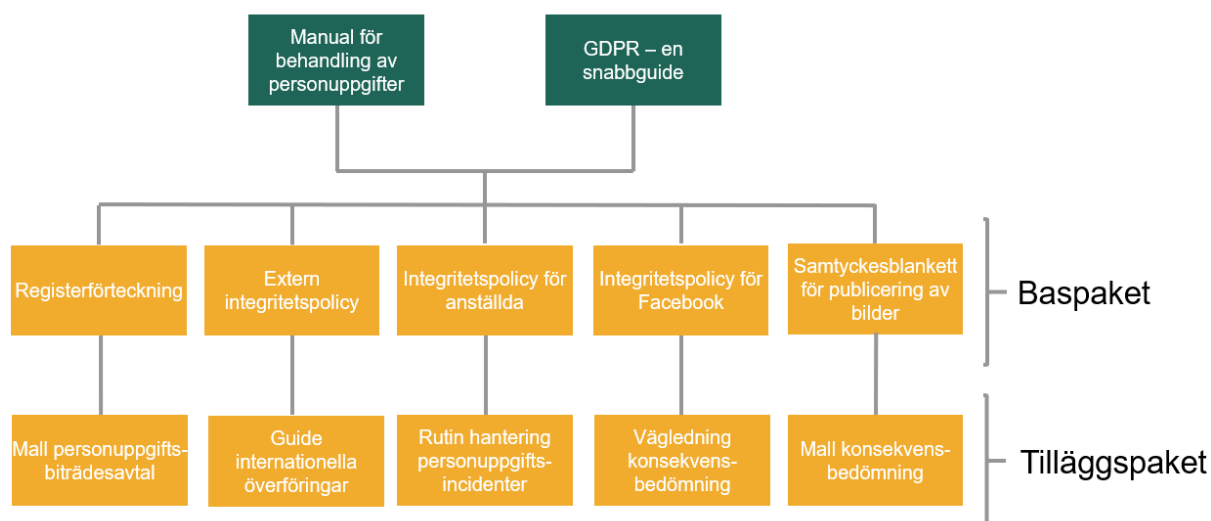 Manual för
behandling av
personuppgifter
GDPR – en
snabbguide
Registerförteckning
Extern
integritetspolicy
Integritetspolicy för
anställda
Integritetspolicy för
Facebook
Samtyckesblankett
för publicering av
bilder
Baspaket
Mall personuppgifts-
biträdesavtal
Guide
internationella
överföringar
Rutin hantering
personuppgifts-
incidenter
Vägledning
konsekvens-
bedömning
Mall konsekvens-
bedömning
Tilläggspaket